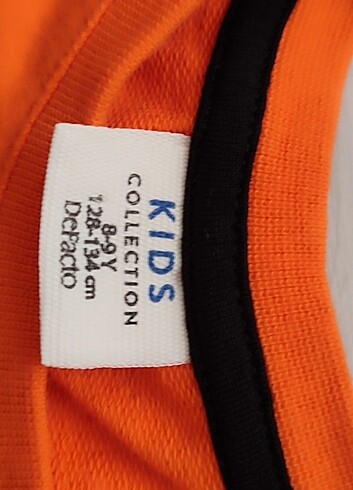 KIDS
COLLECTION
8-9 Y
128-134 cm
DeFacto